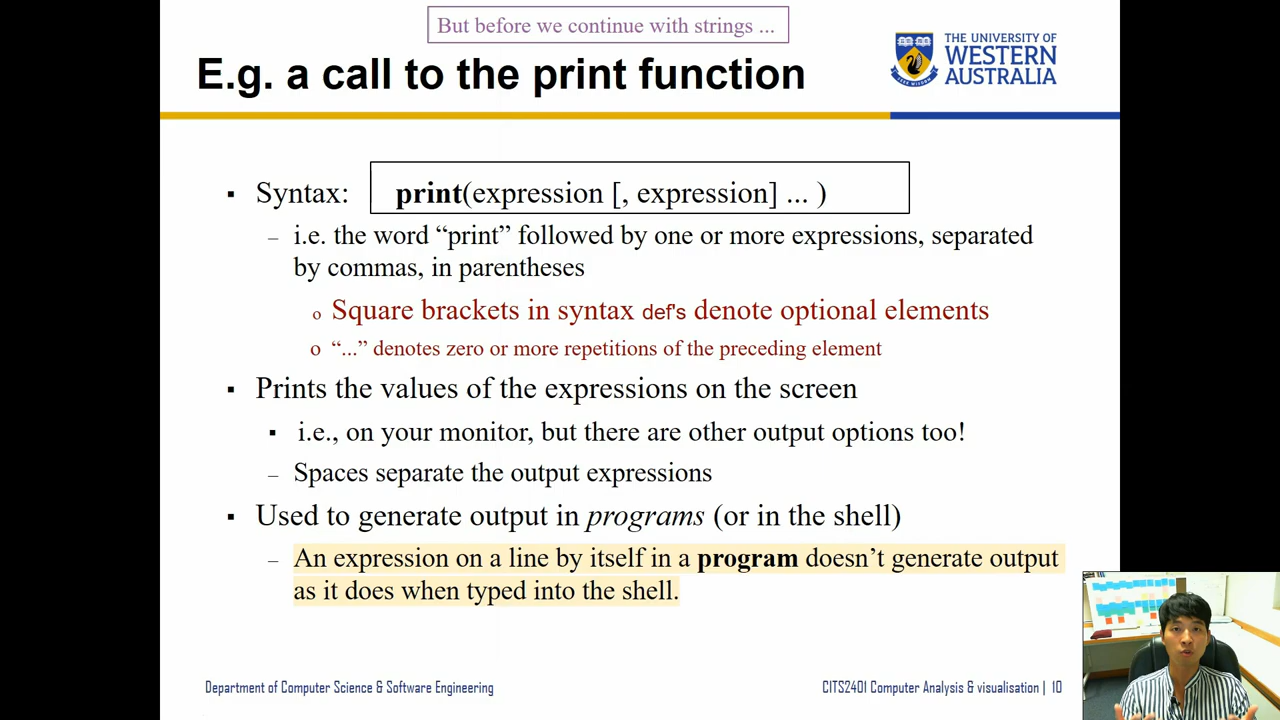 But before we continue with strings ...
E.g. a call to the print function
THE UNIVERSITY OF
WESTERN
AUSTRALIA
▪ Syntax: print(expression [, expression] ... )
– i.e. the word “print” followed by one or more expressions, separated
by commas, in parentheses
o Square brackets in syntax def's denote optional elements
o “...” denotes zero or more repetitions of the preceding element
▪ Prints the values of the expressions on the screen
▪ i.e., on your monitor, but there are other output options too!
– Spaces separate the output expressions
▪ Used to generate output in programs (or in the shell)
– An expression on a line by itself in a program doesn’t generate output
as it does when typed into the shell.
Department of Computer Science & Software Engineering
CITS2401 Computer Analysis & visualisation | 10